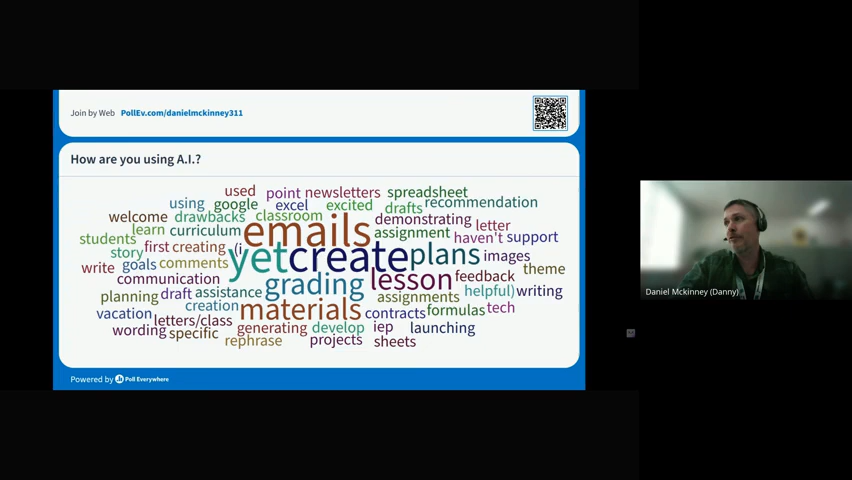 Join by Web PollEv.com/danielmckinney311
How are you using A.I.?
used point newsletters spreadsheet
using google excel excited drafts recommendation
welcome drawbacks classroom emails demonstrating
learn curriculum assignment letter
students haven't support
story first creating (i yet create plans images
write goals comments theme
communication grading lesson feedback
planning draft assistance assignments helpful) writing
creation materials contracts formulas tech
vacation letters/class
wording specific generating develop iep launching
rephrase projects sheets
Daniel Mckinney (Danny)
Powered by Poll Everywhere